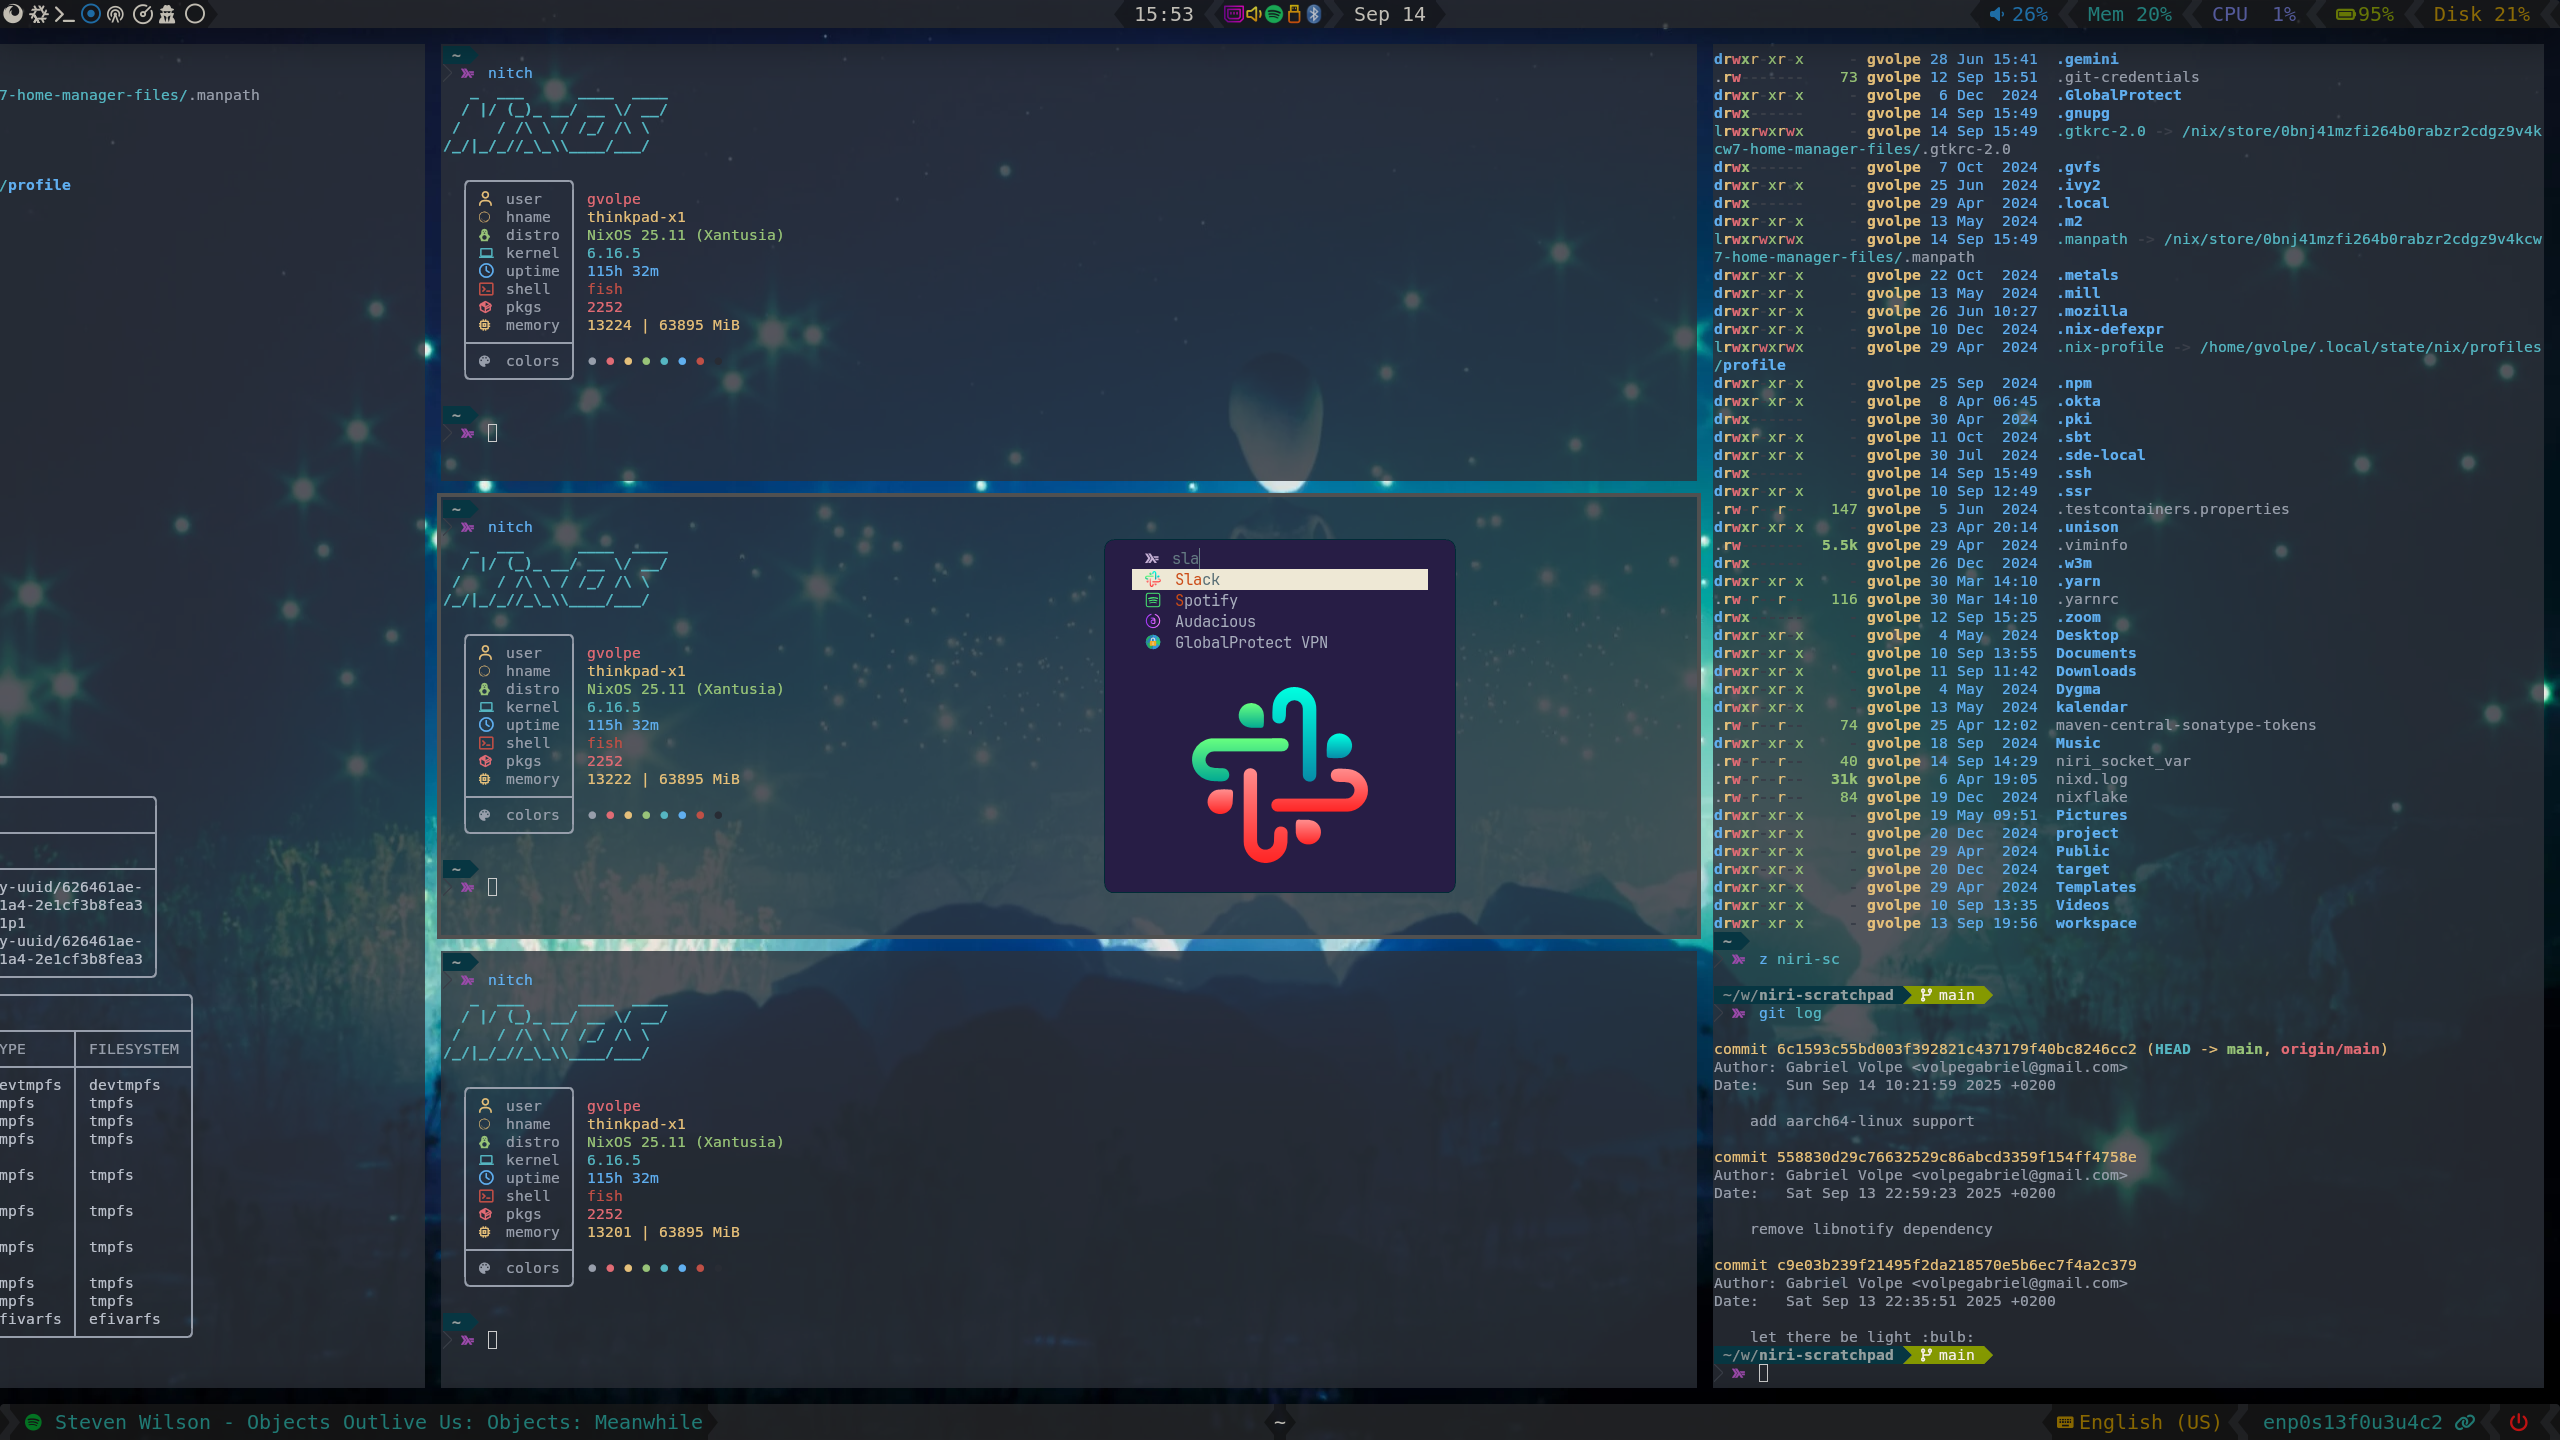 15:53
Sep 14
26%
Mem 20%
CPU 1%
95%
Disk 21%
7-home-manager-files/.manpath
/profile
y-uuid/626461ae-
1a4-2e1cf3b8fea3
1p1
y-uuid/626461ae-
1a4-2e1cf3b8fea3
YPE FILESYSTEM
evtmpfs devtmpfs
mpfs tmpfs
mpfs tmpfs
mpfs tmpfs
mpfs tmpfs
mpfs tmpfs
mpfs tmpfs
mpfs tmpfs
mpfs tmpfs
fivarfs efivarfs
~
nitch
user gvolpe
hname thinkpad-x1
distro NixOS 25.11 (Xantusia)
kernel 6.16.5
uptime 115h 32m
shell fish
pkgs 2252
memory 13224 | 63895 MiB
colors
~
~
nitch
user gvolpe
hname thinkpad-x1
distro NixOS 25.11 (Xantusia)
kernel 6.16.5
uptime 115h 32m
shell fish
pkgs 2252
memory 13222 | 63895 MiB
colors
~
sla
Slack
Spotify
Audacious
GlobalProtect VPN
~
nitch
user gvolpe
hname thinkpad-x1
distro NixOS 25.11 (Xantusia)
kernel 6.16.5
uptime 115h 32m
shell fish
pkgs 2252
memory 13201 | 63895 MiB
colors
~
drwxr-xr-x - gvolpe 28 Jun 15:41 .gemini
.rw------- 73 gvolpe 12 Sep 15:51 .git-credentials
drwxr-xr-x - gvolpe 6 Dec 2024 .GlobalProtect
drwx------ - gvolpe 14 Sep 15:49 .gnupg
lrwxrwxrwx - gvolpe 14 Sep 15:49 .gtkrc-2.0 -> /nix/store/0bnj41mzfi264b0rabzr2cdgz9v4k
cw7-home-manager-files/.gtkrc-2.0
drwx------ - gvolpe 7 Oct 2024 .gvfs
drwxr-xr-x - gvolpe 25 Jun 2024 .ivy2
drwx------ - gvolpe 29 Apr 2024 .local
drwxr-xr-x - gvolpe 13 May 2024 .m2
lrwxrwxrwx - gvolpe 14 Sep 15:49 .manpath -> /nix/store/0bnj41mzfi264b0rabzr2cdgz9v4kcw
7-home-manager-files/.manpath
drwxr-xr-x - gvolpe 22 Oct 2024 .metals
drwxr-xr-x - gvolpe 13 May 2024 .mill
drwxr-xr-x - gvolpe 26 Jun 10:27 .mozilla
drwxr-xr-x - gvolpe 10 Dec 2024 .nix-defexpr
lrwxrwxrwx - gvolpe 29 Apr 2024 .nix-profile -> /home/gvolpe/.local/state/nix/profiles
/profile
drwxr-xr-x - gvolpe 25 Sep 2024 .npm
drwxr-xr-x - gvolpe 8 Apr 06:45 .okta
drwx------ - gvolpe 30 Apr 2024 .pki
drwxr-xr-x - gvolpe 11 Oct 2024 .sbt
drwxr-xr-x - gvolpe 30 Jul 2024 .sde-local
drwx------ - gvolpe 14 Sep 15:49 .ssh
drwxr-xr-x - gvolpe 10 Sep 12:49 .ssr
.rw-r--r-- 147 gvolpe 5 Jun 2024 .testcontainers.properties
drwxr-xr-x - gvolpe 23 Apr 20:14 .unison
.rw------- 5.5k gvolpe 29 Apr 2024 .viminfo
drwx------ - gvolpe 26 Dec 2024 .w3m
drwxr-xr-x - gvolpe 30 Mar 14:10 .yarn
.rw-r--r-- 116 gvolpe 30 Mar 14:10 .yarnrc
drwx------ - gvolpe 12 Sep 15:25 .zoom
drwxr-xr-x - gvolpe 4 May 2024 Desktop
drwxr-xr-x - gvolpe 10 Sep 13:55 Documents
drwxr-xr-x - gvolpe 11 Sep 11:42 Downloads
drwxr-xr-x - gvolpe 4 May 2024 Dygma
drwxr-xr-x - gvolpe 13 May 2024 kalendar
.rw-r--r-- 74 gvolpe 25 Apr 12:02 maven-central-sonatype-tokens
drwxr-xr-x - gvolpe 18 Sep 2024 Music
.rw-r--r-- 40 gvolpe 14 Sep 14:29 niri_socket_var
.rw-r--r-- 31k gvolpe 6 Apr 19:05 nixd.log
.rw-r--r-- 84 gvolpe 19 Dec 2024 nixflake
drwxr-xr-x - gvolpe 19 May 09:51 Pictures
drwxr-xr-x - gvolpe 20 Dec 2024 project
drwxr-xr-x - gvolpe 29 Apr 2024 Public
drwxr-xr-x - gvolpe 20 Dec 2024 target
drwxr-xr-x - gvolpe 29 Apr 2024 Templates
drwxr-xr-x - gvolpe 10 Sep 13:35 Videos
drwxr-xr-x - gvolpe 13 Sep 19:56 workspace
~
z niri-sc
~/w/niri-scratchpad main
git log
commit 6c1593c55bd003f392821c437179f40bc8246cc2 (HEAD -> main, origin/main)
Author: Gabriel Volpe <volpegabriel@gmail.com>
Date: Sun Sep 14 10:21:59 2025 +0200
add aarch64-linux support
commit 558830d29c76632529c86abcd3359f154ff4758e
Author: Gabriel Volpe <volpegabriel@gmail.com>
Date: Sat Sep 13 22:59:23 2025 +0200
remove libnotify dependency
commit c9e03b239f21495f2da218570e5b6ec7f4a2c379
Author: Gabriel Volpe <volpegabriel@gmail.com>
Date: Sat Sep 13 22:35:51 2025 +0200
let there be light :bulb:
~/w/niri-scratchpad main
Steven Wilson - Objects Outlive Us: Objects: Meanwhile
~
English (US)
enp0s13f0u3u4c2